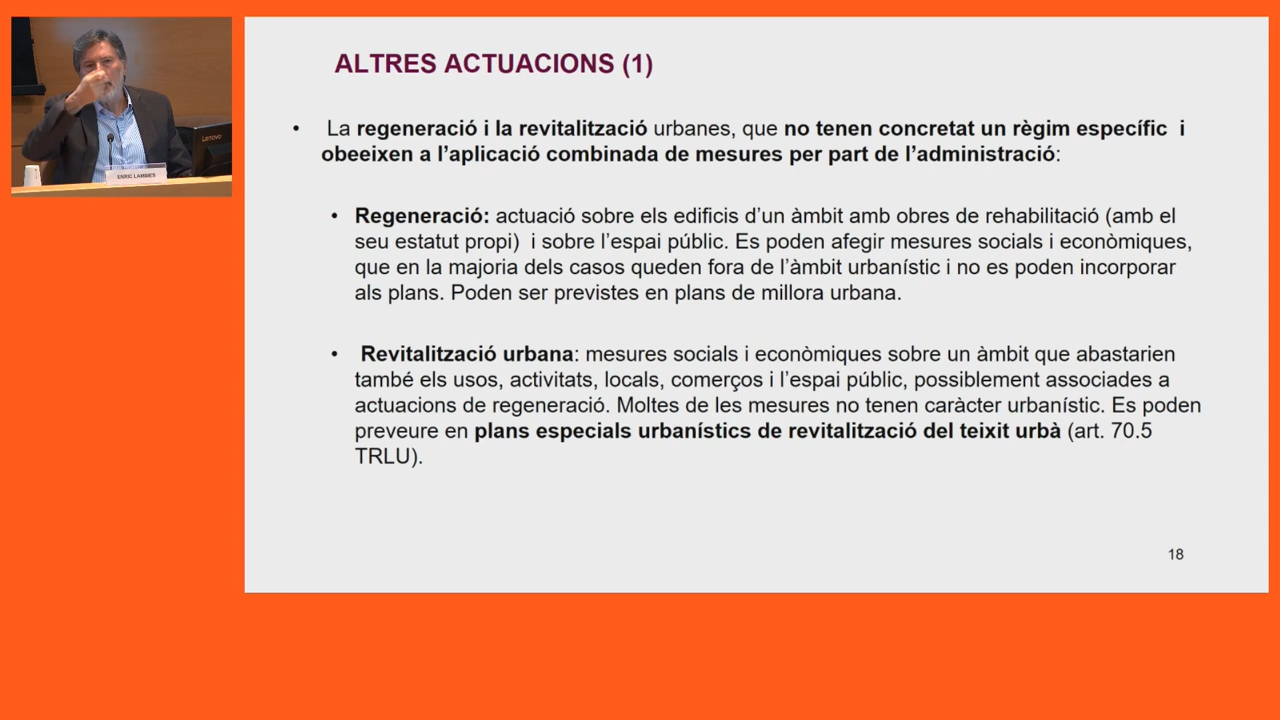 ALTRES ACTUACIONS (1)
• La regeneració i la revitalització urbanes, que no tenen concretat un règim específic i
obeeixen a l’aplicació combinada de mesures per part de l’administració:
• Regeneració: actuació sobre els edificis d’un àmbit amb obres de rehabilitació (amb el
seu estatut propi) i sobre l’espai públic. Es poden afegir mesures socials i econòmiques,
que en la majoria dels casos queden fora de l’àmbit urbanístic i no es poden incorporar
als plans. Poden ser previstes en plans de millora urbana.
• Revitalització urbana: mesures socials i econòmiques sobre un àmbit que abastarien
també els usos, activitats, locals, comerços i l’espai públic, possiblement associades a
actuacions de regeneració. Moltes de les mesures no tenen caràcter urbanístic. Es poden
preveure en plans especials urbanístics de revitalització del teixit urbà (art. 70.5
TRLU).
18
Lenovo
ENRIC LAMBIES